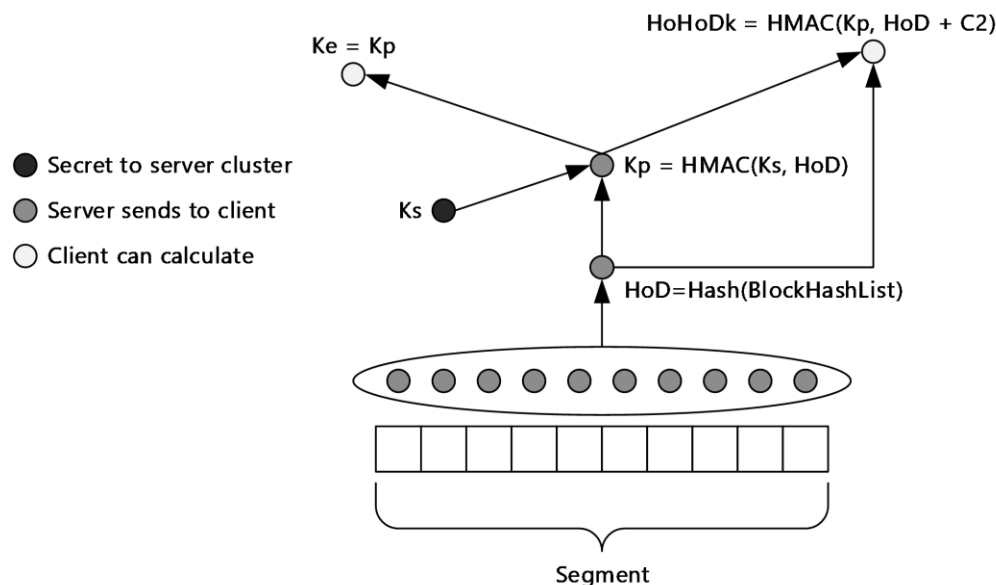 HoHoDk = HMAC(Kp, HoD + C2)
Ke = Kp
Secret to server cluster
Kp = HMAC(Ks, HoD)
Server sends to client
Ks
Client can calculate
HoD=Hash(BlockHashList)
Segment